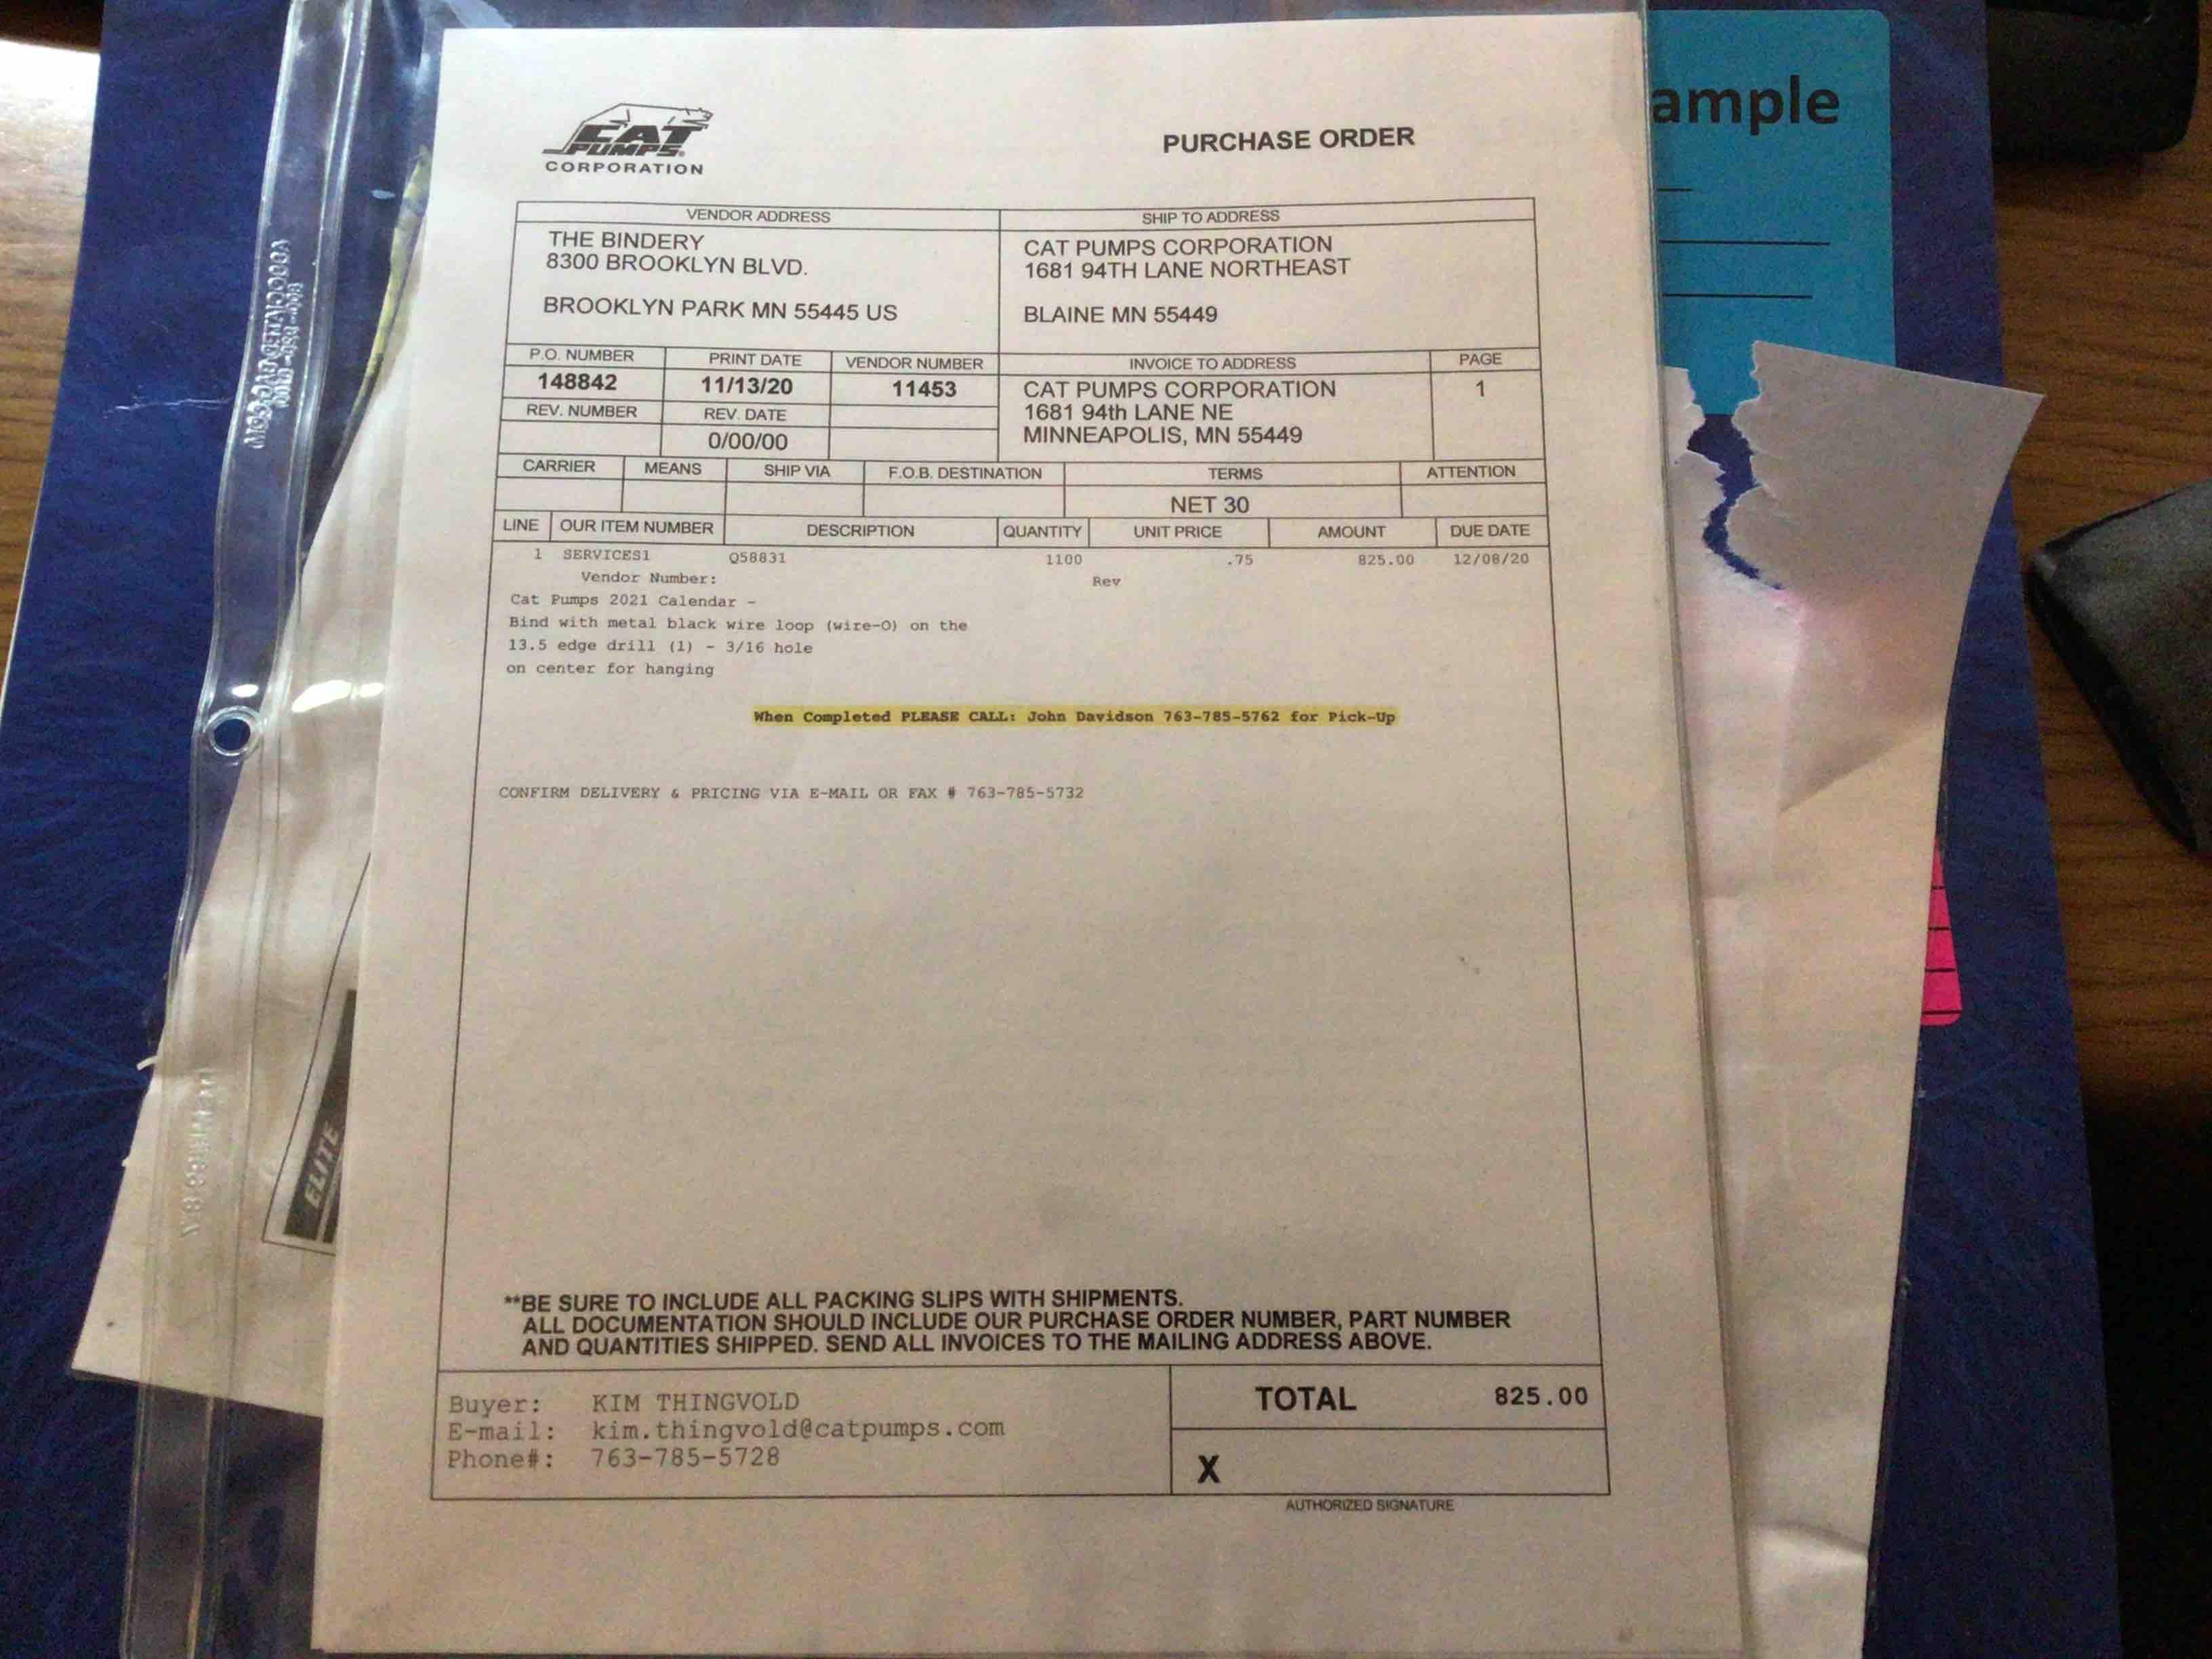 CAT
PUMPS
CORPORATION
PURCHASE ORDER
ample
VENDOR ADDRESS
THE BINDERY
8300 BROOKLYN BLVD.
BROOKLYN PARK MN 55445 US
SHIP TO ADDRESS
CAT PUMPS CORPORATION
1681 94TH LANE NORTHEAST
BLAINE MN 55449
P.O. NUMBER PRINT DATE VENDOR NUMBER
148842 11/13/20 11453
REV. NUMBER REV. DATE
0/00/00
INVOICE TO ADDRESS
CAT PUMPS CORPORATION
1681 94th LANE NE
MINNEAPOLIS, MN 55449
PAGE
1
CARRIER MEANS SHIP VIA F.O.B. DESTINATION TERMS ATTENTION
NET 30
LINE OUR ITEM NUMBER DESCRIPTION QUANTITY UNIT PRICE AMOUNT DUE DATE
1 SERVICES1 Q58831 1100 .75 825.00 12/08/20
Vendor Number: Rev
Cat Pumps 2021 Calendar -
Bind with metal black wire loop (wire-O) on the
13.5 edge drill (1) - 3/16 hole
on center for hanging
When Completed PLEASE CALL: John Davidson 763-785-5762 for Pick-Up
CONFIRM DELIVERY & PRICING VIA E-MAIL OR FAX # 763-785-5732
ELITE
**BE SURE TO INCLUDE ALL PACKING SLIPS WITH SHIPMENTS.
ALL DOCUMENTATION SHOULD INCLUDE OUR PURCHASE ORDER NUMBER, PART NUMBER
AND QUANTITIES SHIPPED. SEND ALL INVOICES TO THE MAILING ADDRESS ABOVE.
Buyer: KIM THINGVOLD
E-mail: kim.thingvold@catpumps.com
Phone#: 763-785-5728
TOTAL 825.00
X
AUTHORIZED SIGNATURE